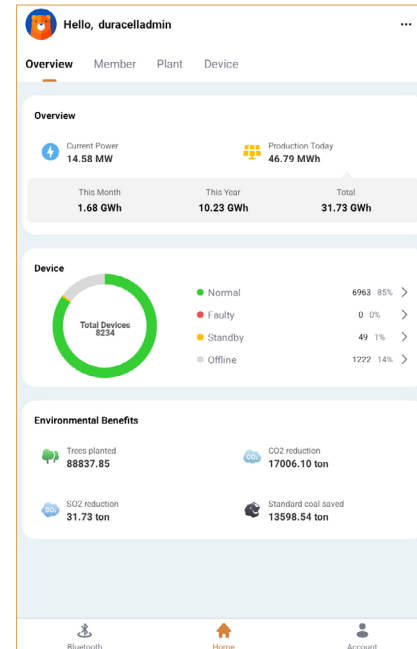 Hello, duracelladmin
Overview Member Plant Device
Overview
Current Power
14.58 MW
Production Today
46.79 MWh
This Month
1.68 GWh
This Year
10.23 GWh
Total
31.73 GWh
Device
Total Devices
8234
Normal 6963 85%
Faulty 0 0%
Standby 49 1%
Offline 1222 14%
Environmental Benefits
Trees planted
88837.85
CO2 reduction
17006.10 ton
SO2 reduction
31.73 ton
Standard coal saved
13598.54 ton
Bluetooth Home Account